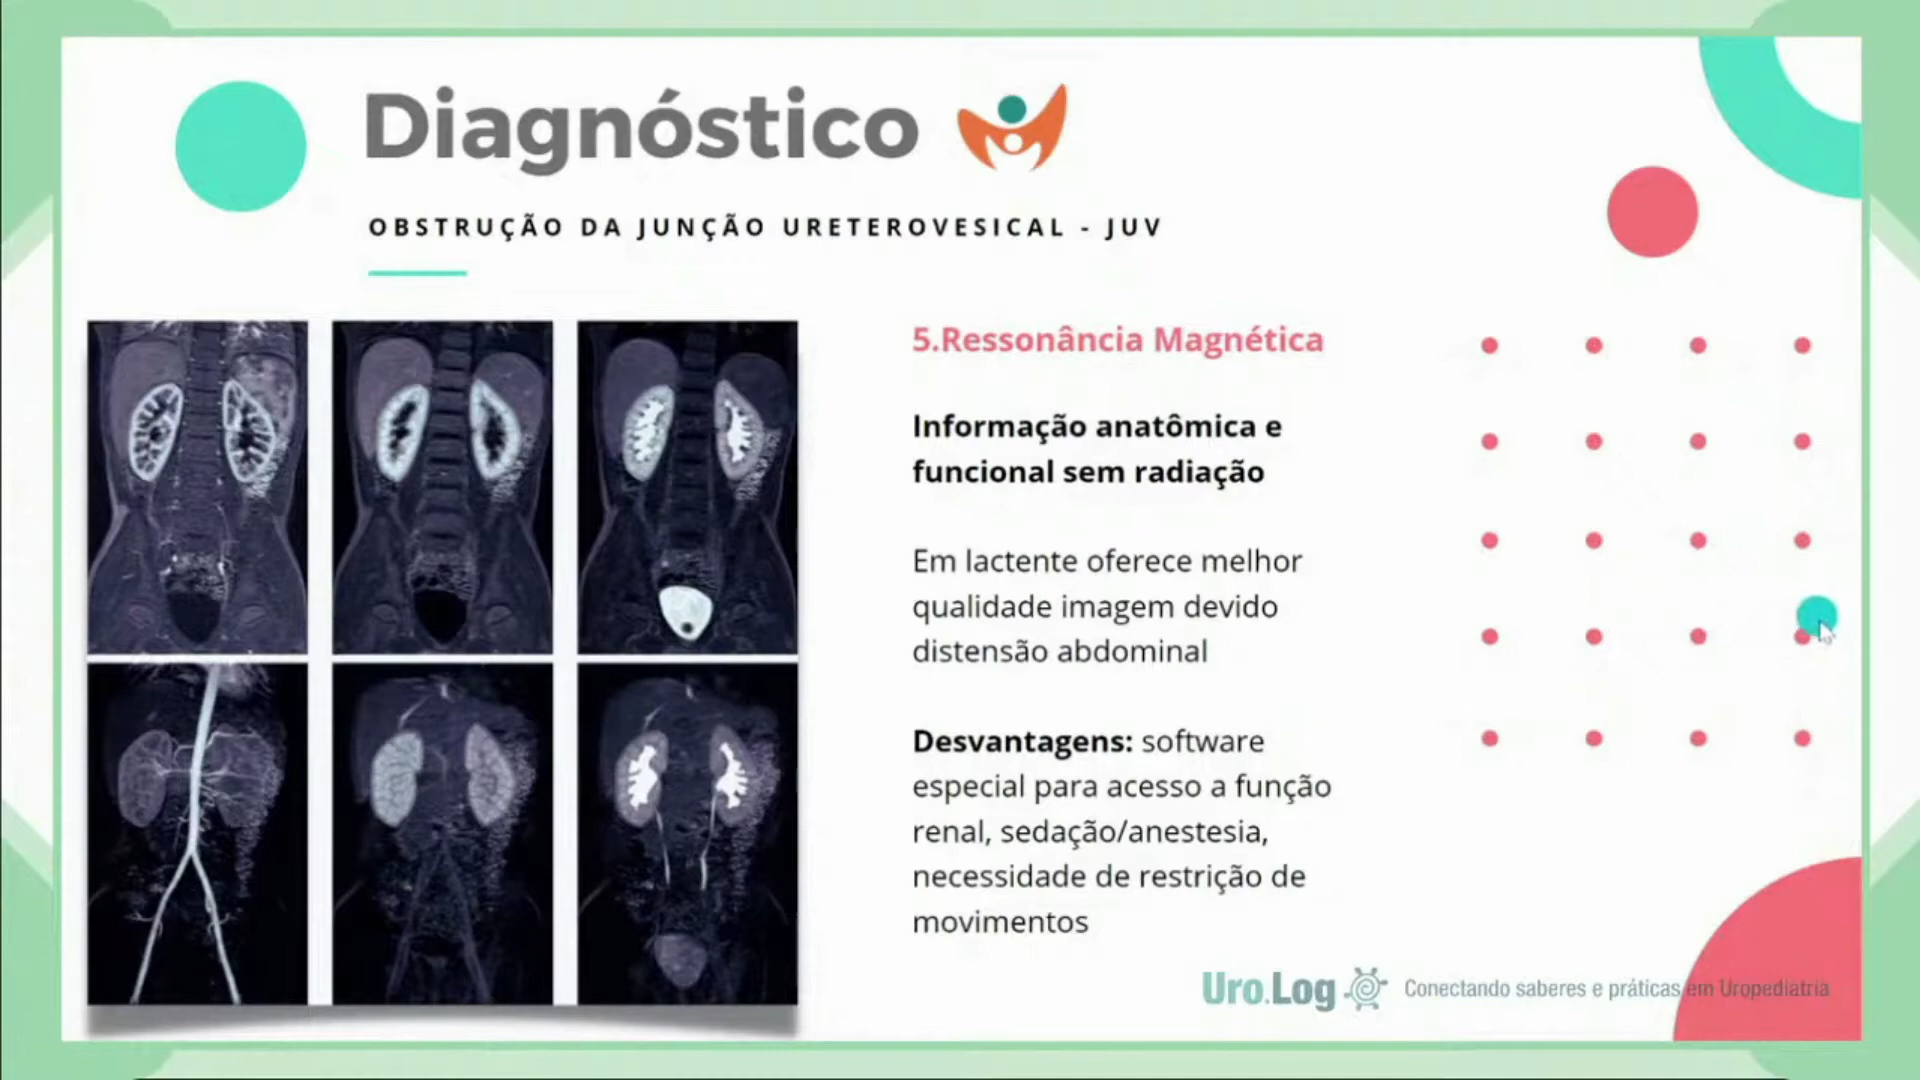 Diagnóstico
OBSTRUÇÃO DA JUNÇÃO URETEROVESICAL - JUV
5.Ressonância Magnética
Informação anatômica e
funcional sem radiação
Em lactente oferece melhor
qualidade imagem devido
distensão abdominal
Desvantagens: software
especial para acesso a função
renal, sedação/anestesia,
necessidade de restrição de
movimentos
Uro.Log Conectando saberes e práticas em Uropediatria